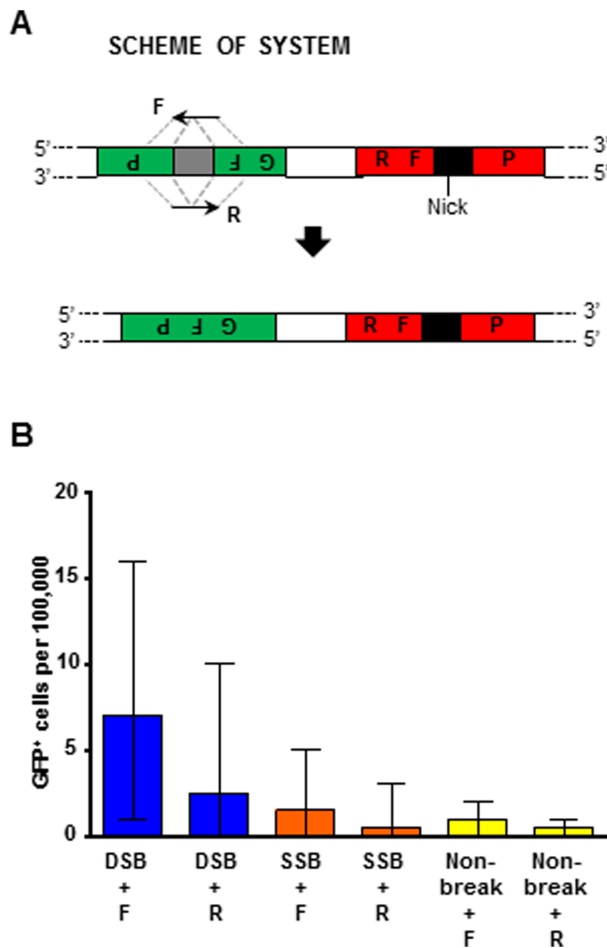 A
SCHEME OF SYSTEM
F
5’ P F G R F P 3’
3’ 5’
R
Nick
5’ P F G R F P 3’
3’ 5’
B
GFP⁺ cells per 100,000
20
15
10
5
0
DSB + F
DSB + R
SSB + F
SSB + R
Non-break + F
Non-break + R